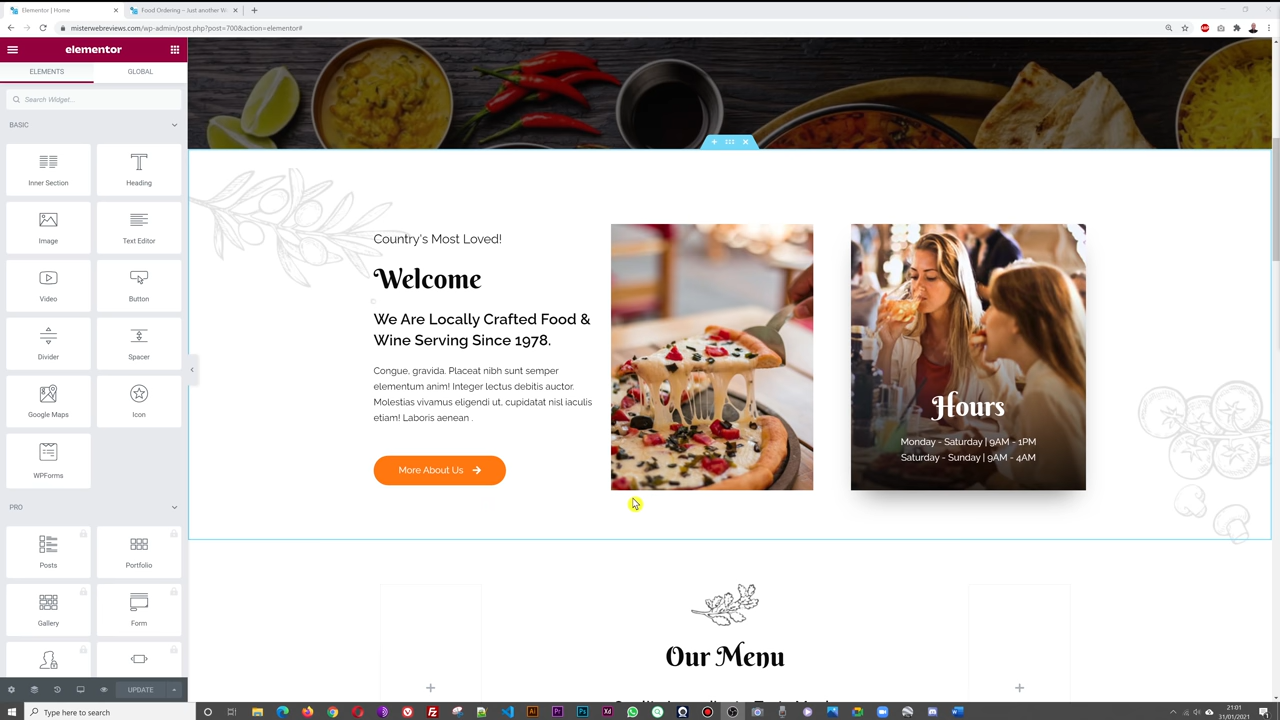 Elementor | Home
Food Ordering – Just another W
misterwebreviews.com/wp-admin/post.php?post=700&action=elementor#
elementor
ELEMENTS
GLOBAL
Search Widget...
BASIC
Inner Section
Heading
Image
Text Editor
Video
Button
Divider
Spacer
Google Maps
Icon
WPForms
PRO
Posts
Portfolio
Gallery
Form
UPDATE
Country's Most Loved!
Welcome
We Are Locally Crafted Food &
Wine Serving Since 1978.
Congue, gravida. Placeat nibh sunt semper
elementum anim! Integer lectus debitis auctor.
Molestias vivamus eligendi ut, cupidatat nisl iaculis
etiam! Laboris aenean .
More About Us
Hours
Monday - Saturday | 9AM - 1PM
Saturday - Sunday | 9AM - 4AM
Our Menu
Type here to search
21:01
31/01/2021